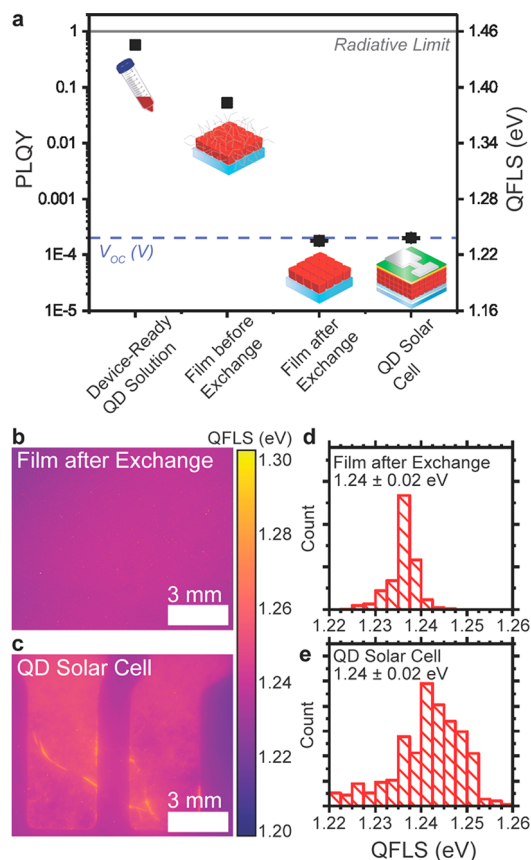 a
Radiative Limit
1
0.1
0.01
0.001
1E-4
1E-5
PLQY
1.46
1.40
1.34
1.28
1.22
1.16
QFLS (eV)
V_OC (V)
Device-Ready
QD Solution
Film before
Exchange
Film after
Exchange
QD Solar
Cell
b
Film after Exchange
3 mm
c
QD Solar Cell
3 mm
QFLS (eV)
1.30
1.28
1.26
1.24
1.22
1.20
d
Film after Exchange
1.24 ± 0.02 eV
Count
1.22 1.23 1.24 1.25 1.26
e
QD Solar Cell
1.24 ± 0.02 eV
Count
1.22 1.23 1.24 1.25 1.26
QFLS (eV)